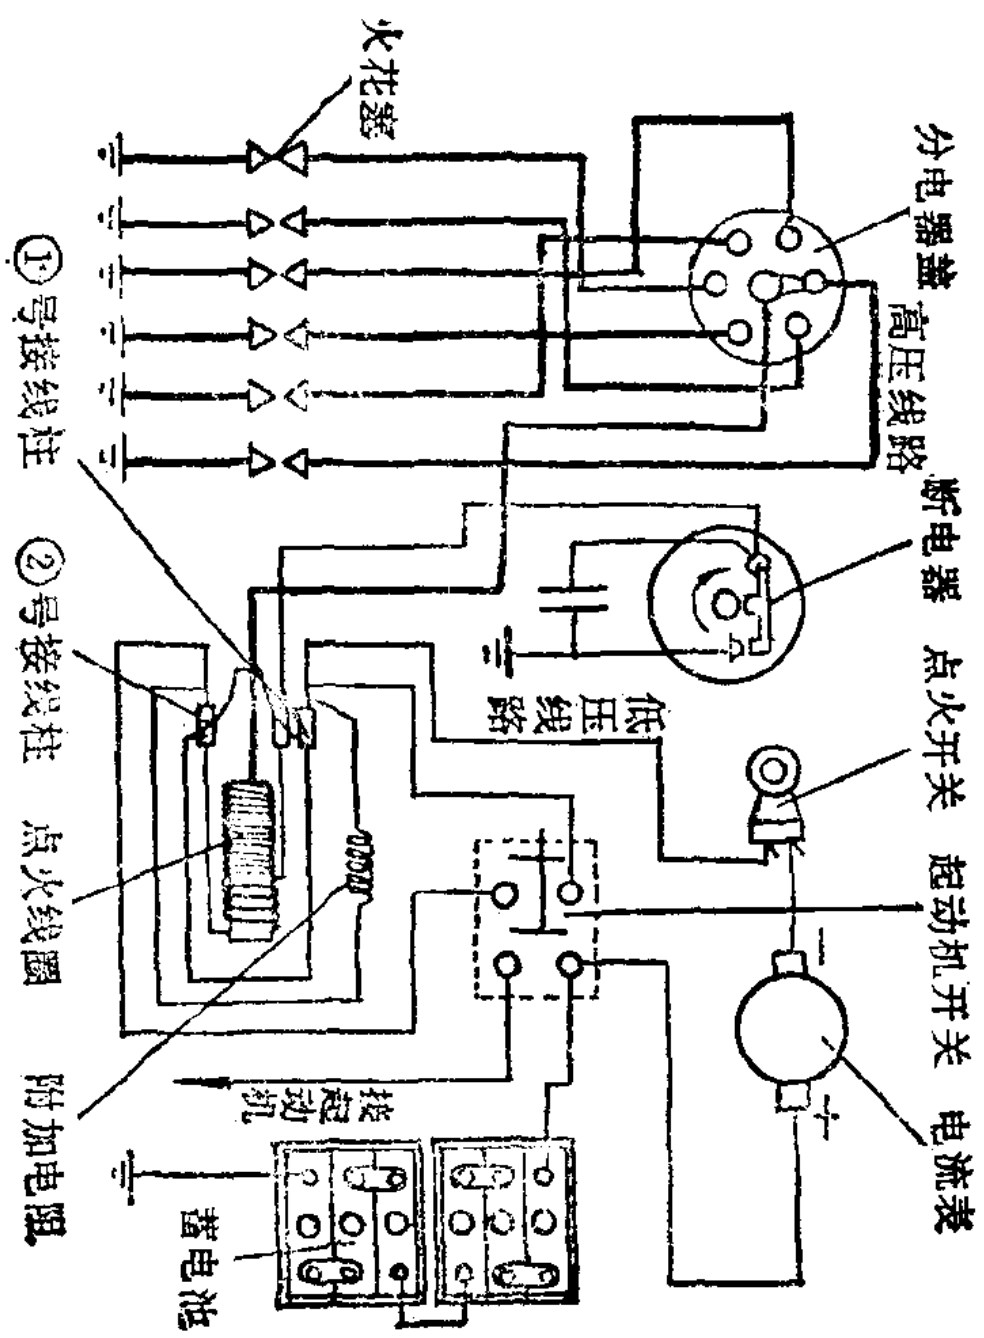 火花塞
分电器盖
高压线路
断电器
点火开关
起动机开关
电流表
①号接线柱
②号接线柱
点火线圈
附加电阻
低压
线路
接起动
机
蓄电池
−
+